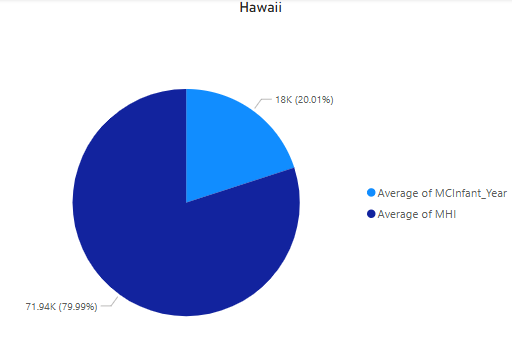 Hawaii
18K (20.01%)
Average of MCInfant_Year
Average of MHI
71.94K (79.99%)